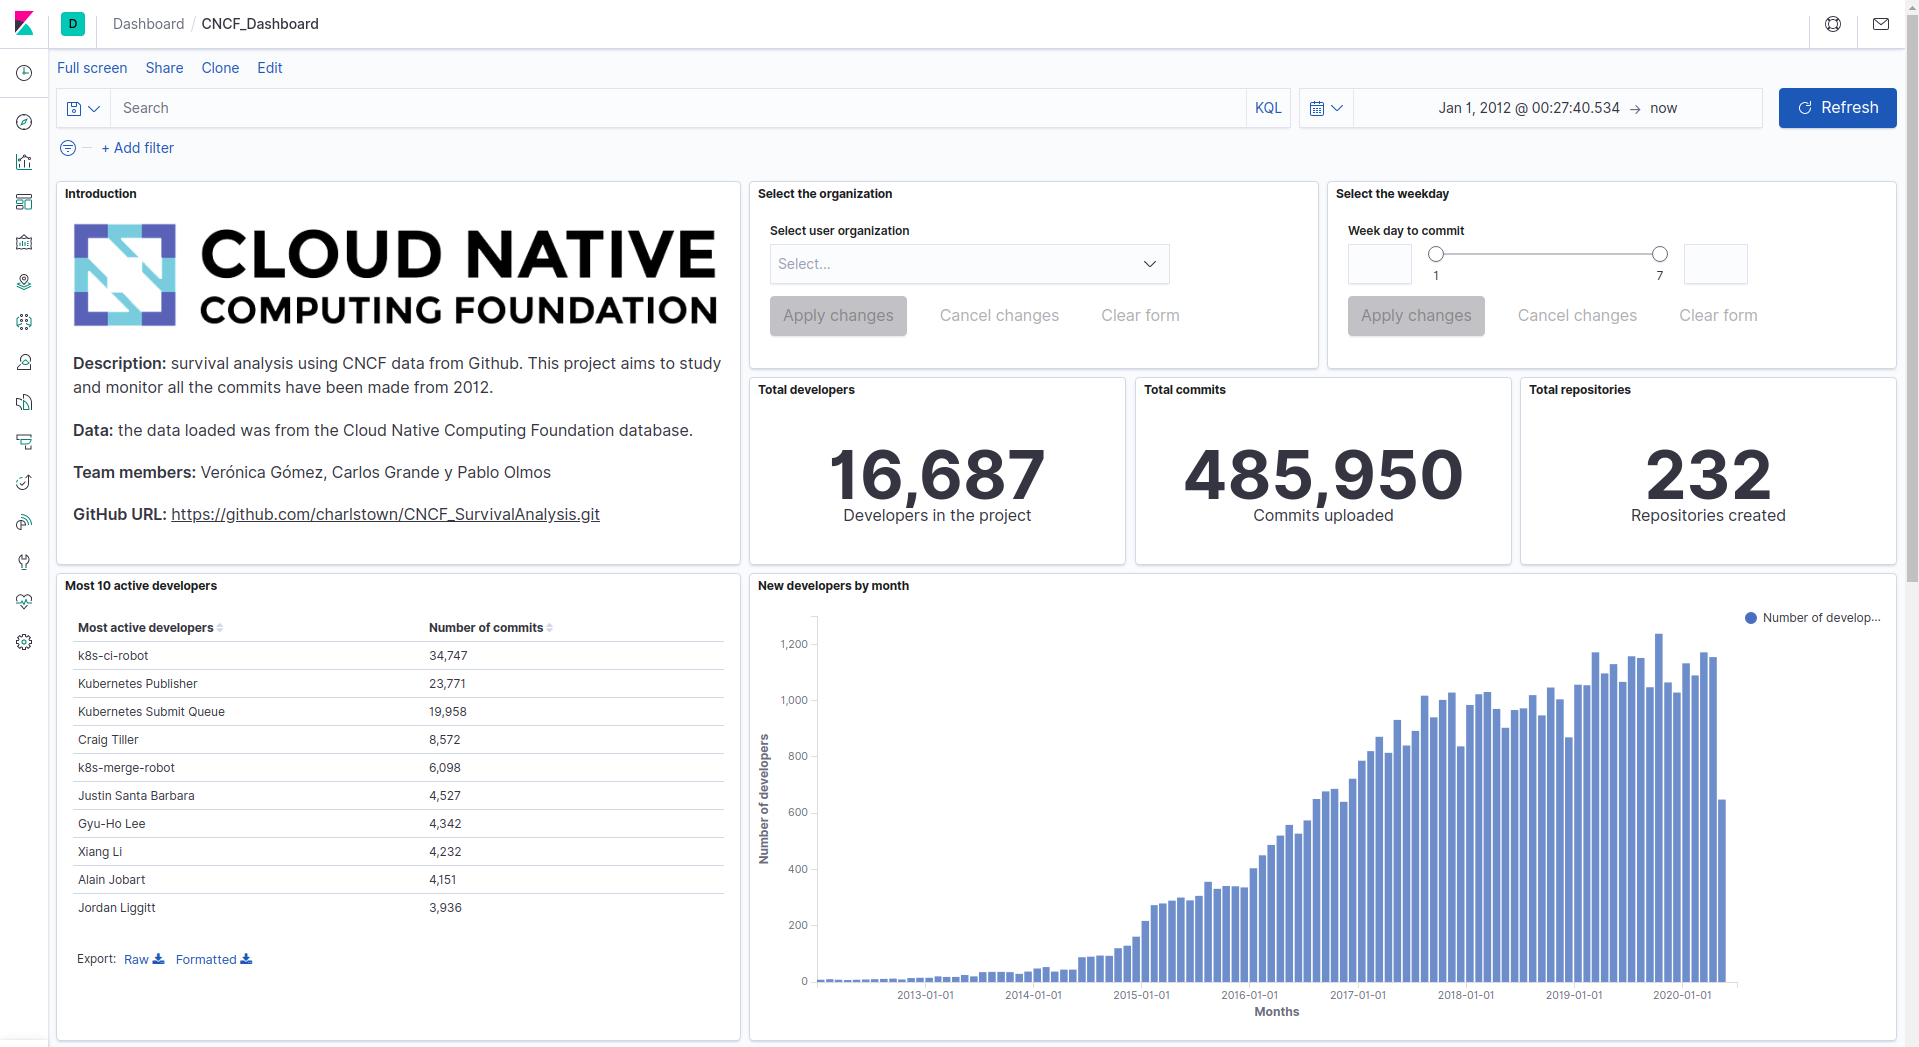 D
Dashboard / CNCF_Dashboard
Full screen
Share
Clone
Edit
Search
KQL
Jan 1, 2012 @ 00:27:40.534 → now
Refresh
+ Add filter
Introduction
CLOUD NATIVE
COMPUTING FOUNDATION
Description: survival analysis using CNCF data from Github. This project aims to study
and monitor all the commits have been made from 2012.
Data: the data loaded was from the Cloud Native Computing Foundation database.
Team members: Verónica Gómez, Carlos Grande y Pablo Olmos
GitHub URL: https://github.com/charlstown/CNCF_SurvivalAnalysis.git
Select the organization
Select user organization
Select...
Apply changes
Cancel changes
Clear form
Select the weekday
Week day to commit
1
7
Apply changes
Cancel changes
Clear form
Total developers
16,687
Developers in the project
Total commits
485,950
Commits uploaded
Total repositories
232
Repositories created
Most 10 active developers
Most active developers Number of commits
k8s-ci-robot 34,747
Kubernetes Publisher 23,771
Kubernetes Submit Queue 19,958
Craig Tiller 8,572
k8s-merge-robot 6,098
Justin Santa Barbara 4,527
Gyu-Ho Lee 4,342
Xiang Li 4,232
Alain Jobart 4,151
Jordan Liggitt 3,936
Export: Raw Formatted
New developers by month
Number of develop...
1,200
1,000
800
600
400
200
0
Number of developers
2013-01-01 2014-01-01 2015-01-01 2016-01-01 2017-01-01 2018-01-01 2019-01-01 2020-01-01
Months